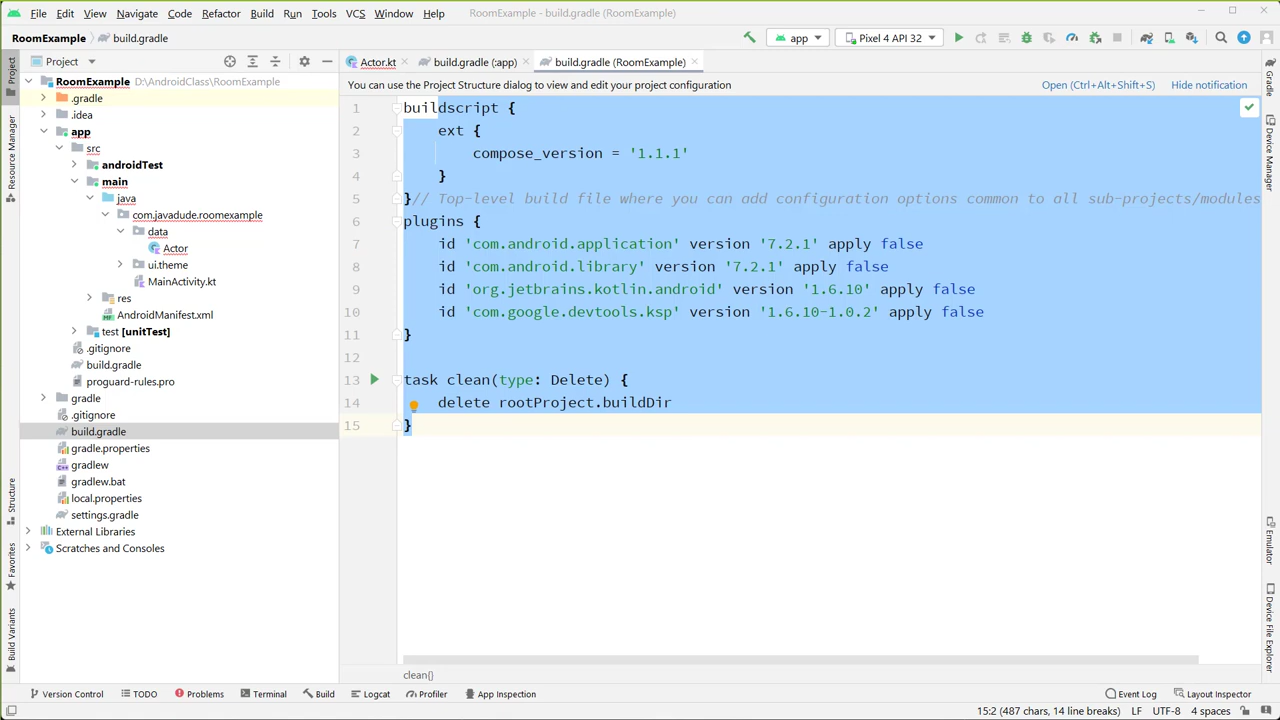 File Edit View Navigate Code Refactor Build Run Tools VCS Window Help RoomExample - build.gradle (RoomExample)
RoomExample build.gradle app Pixel 4 API 32
Project Actor.kt build.gradle (:app) build.gradle (RoomExample)
You can use the Project Structure dialog to view and edit your project configuration Open (Ctrl+Alt+Shift+S) Hide notification
RoomExample D:\AndroidClass\RoomExample
.gradle
.idea
app
src
androidTest
main
java
com.javadude.roomexample
data
Actor
ui.theme
MainActivity.kt
res
AndroidManifest.xml
test [unitTest]
.gitignore
build.gradle
proguard-rules.pro
gradle
.gitignore
build.gradle
gradle.properties
gradlew
gradlew.bat
local.properties
settings.gradle
External Libraries
Scratches and Consoles
1 buildscript {
2 ext {
3 compose_version = '1.1.1'
4 }
5 }// Top-level build file where you can add configuration options common to all sub-projects/modules
6 plugins {
7 id 'com.android.application' version '7.2.1' apply false
8 id 'com.android.library' version '7.2.1' apply false
9 id 'org.jetbrains.kotlin.android' version '1.6.10' apply false
10 id 'com.google.devtools.ksp' version '1.6.10-1.0.2' apply false
11 }
12
13 task clean(type: Delete) {
14 delete rootProject.buildDir
15 }
clean()
Project
Resource Manager
Structure
Favorites
Build Variants
Gradle
Device Manager
Emulator
Device File Explorer
Version Control TODO Problems Terminal Build Logcat Profiler App Inspection Event Log Layout Inspector
15:2 (487 chars, 14 line breaks) LF UTF-8 4 spaces